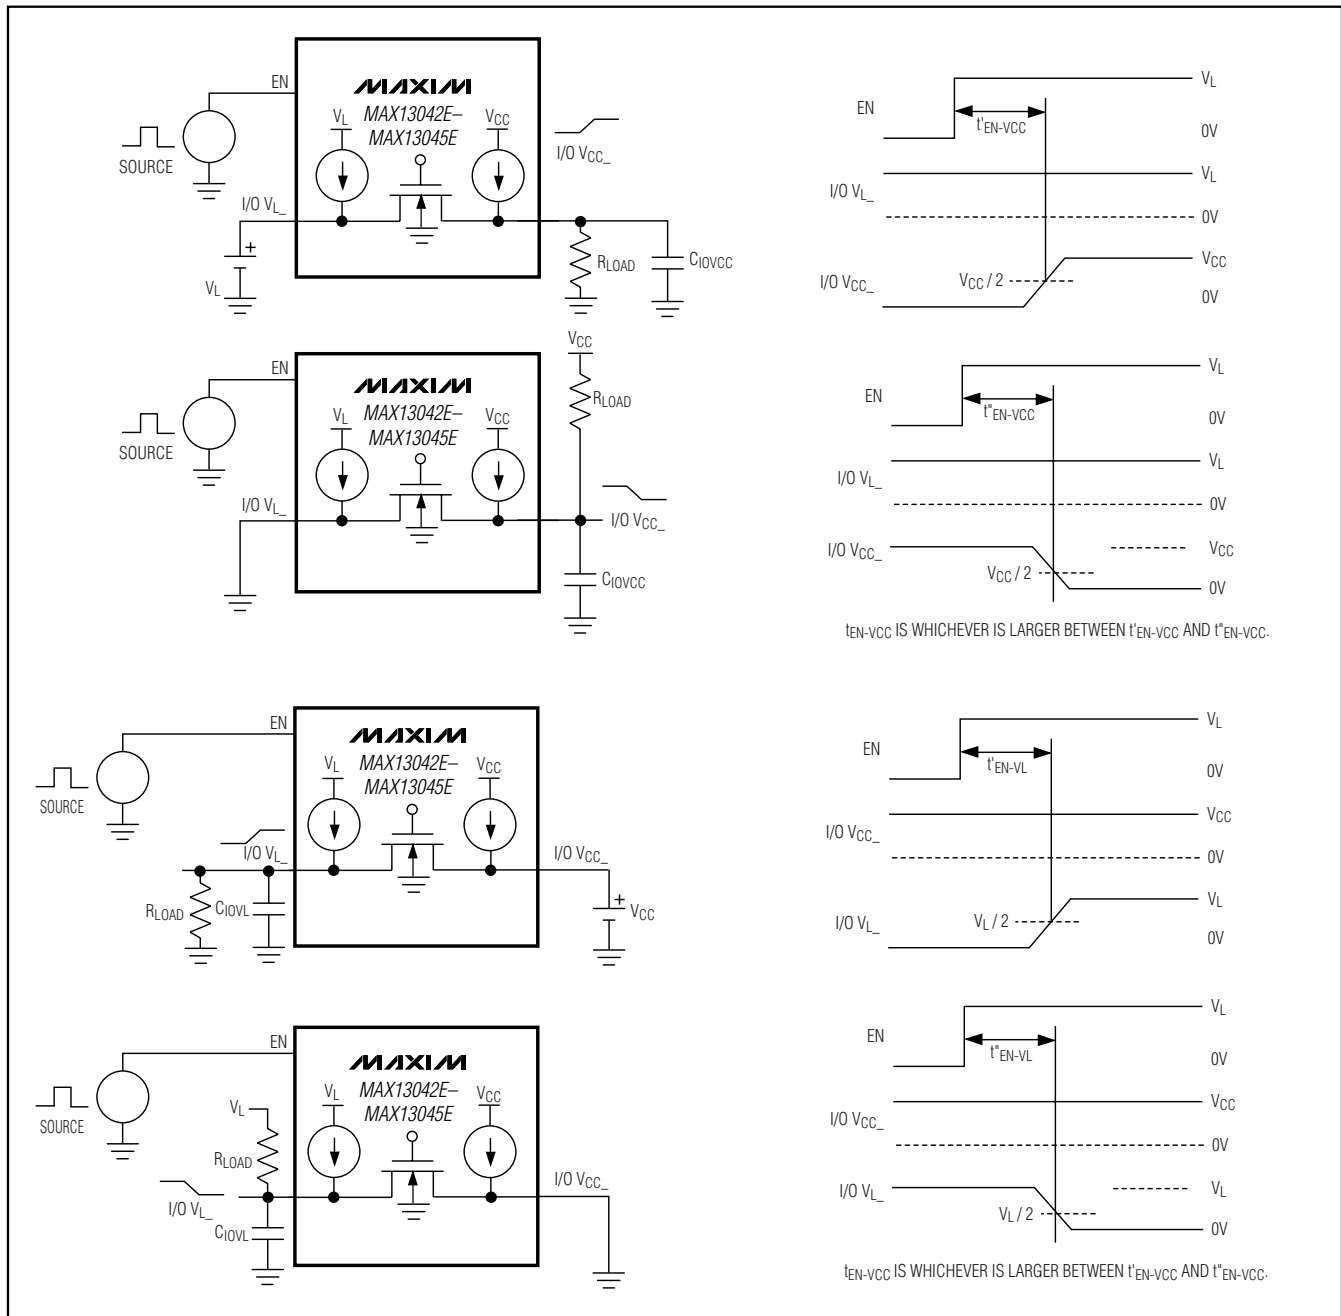 EN
MAXIM
MAX13042E–
MAX13045E
VL
VCC
SOURCE
I/O VL_
VL
I/O VCC_
RLOAD
CIOVCC
EN
VL
0V
t'EN-VCC
I/O VL_
VL
0V
I/O VCC_
VCC
VCC / 2
0V
EN
MAXIM
MAX13042E–
MAX13045E
VL
VCC
SOURCE
I/O VL_
VCC
RLOAD
I/O VCC_
CIOVCC
EN
VL
0V
t"EN-VCC
I/O VL_
VL
0V
I/O VCC_
VCC
VCC / 2
0V
tEN-VCC IS WHICHEVER IS LARGER BETWEEN t'EN-VCC AND t"EN-VCC.
EN
MAXIM
MAX13042E–
MAX13045E
VL
VCC
SOURCE
I/O VL_
RLOAD
CIOVL
I/O VCC_
VCC
EN
VL
0V
t'EN-VL
I/O VCC_
VCC
0V
I/O VL_
VL
VL / 2
0V
EN
MAXIM
MAX13042E–
MAX13045E
VL
VCC
SOURCE
VL
RLOAD
I/O VL_
CIOVL
I/O VCC_
EN
VL
0V
t"EN-VL
I/O VCC_
VCC
0V
I/O VL_
VL
VL / 2
0V
tEN-VCC IS WHICHEVER IS LARGER BETWEEN t'EN-VCC AND t"EN-VCC.